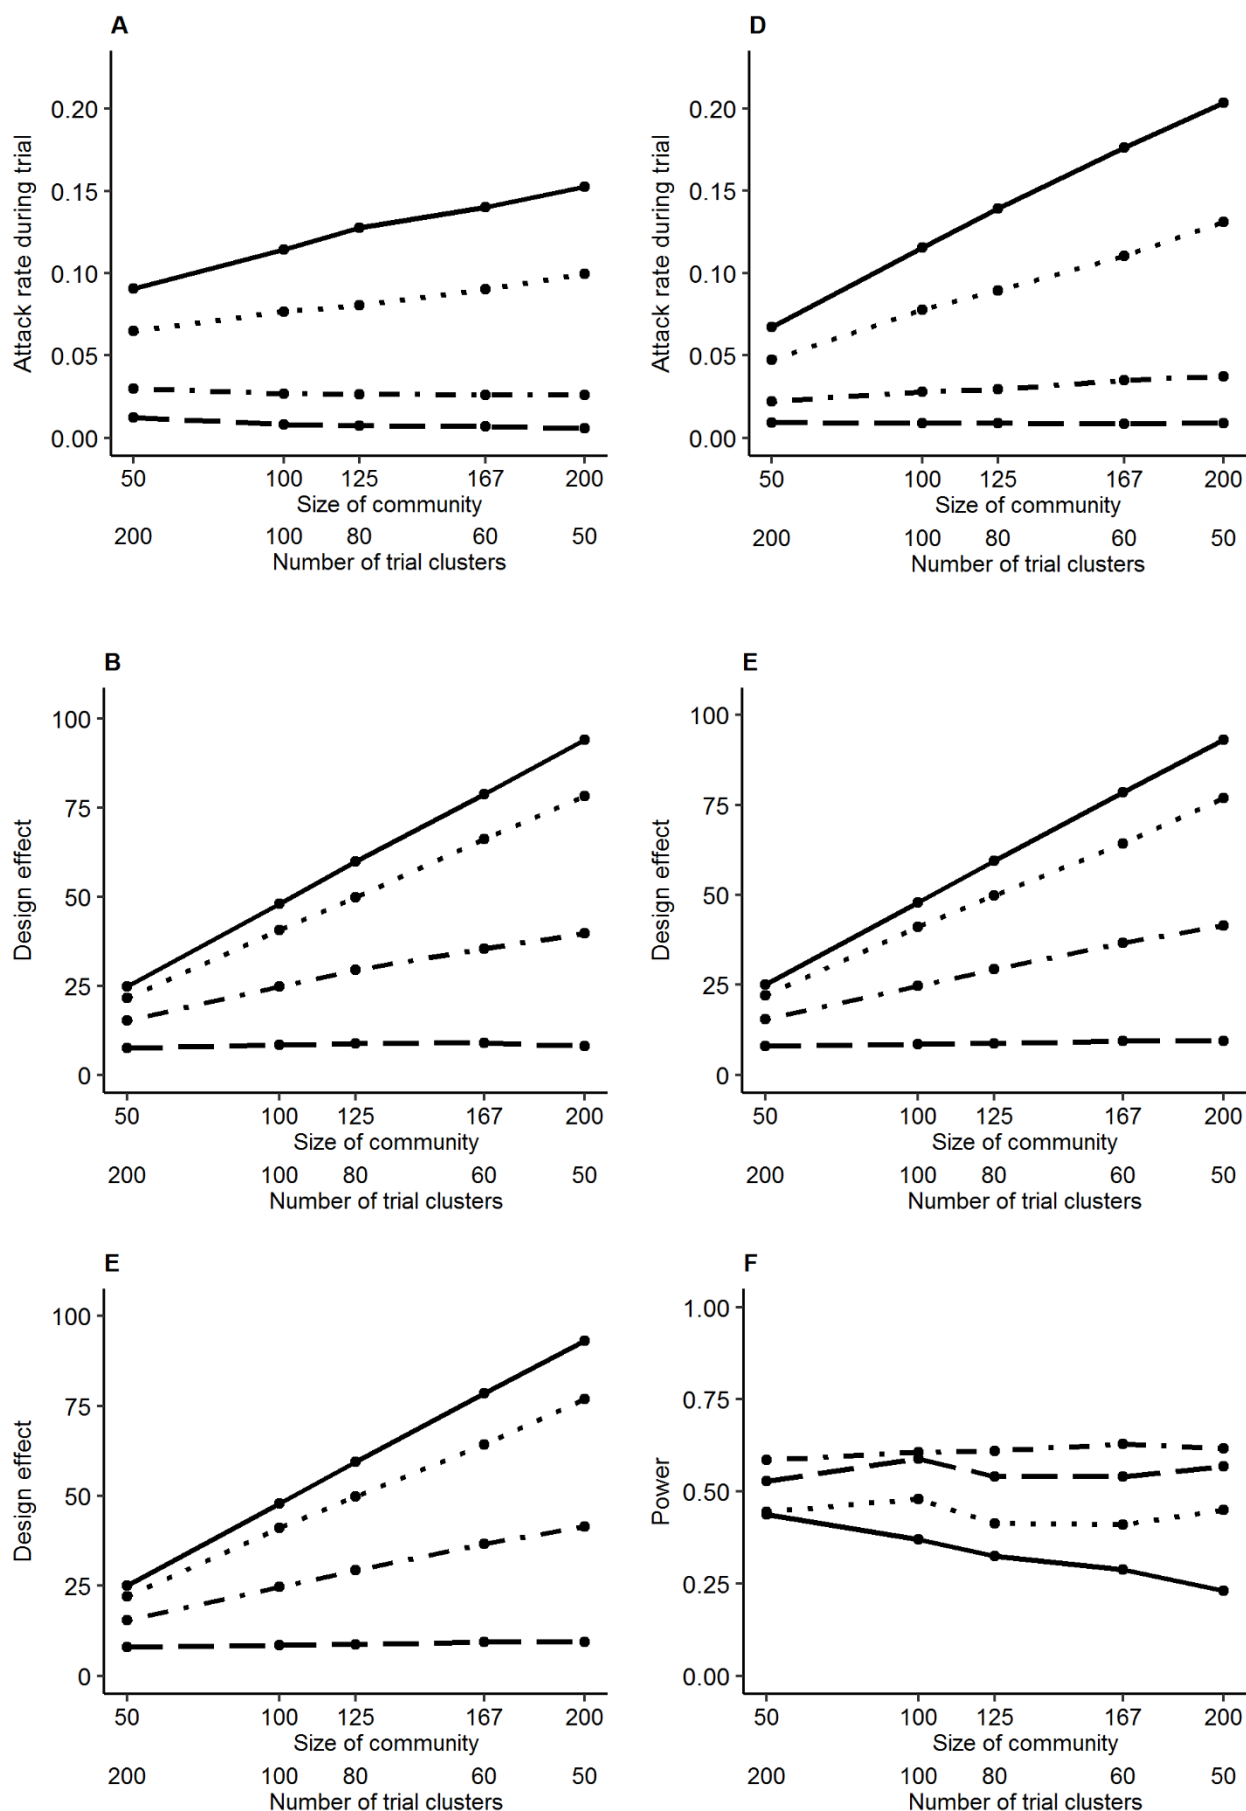 A
Attack rate during trial
0.20
0.15
0.10
0.05
0.00
50 100 125 167 200
Size of community
200 100 80 60 50
Number of trial clusters
D
Attack rate during trial
0.20
0.15
0.10
0.05
0.00
50 100 125 167 200
Size of community
200 100 80 60 50
Number of trial clusters
B
Design effect
100
75
50
25
0
50 100 125 167 200
Size of community
200 100 80 60 50
Number of trial clusters
E
Design effect
100
75
50
25
0
50 100 125 167 200
Size of community
200 100 80 60 50
Number of trial clusters
E
Design effect
100
75
50
25
0
50 100 125 167 200
Size of community
200 100 80 60 50
Number of trial clusters
F
Power
1.00
0.75
0.50
0.25
0.00
50 100 125 167 200
Size of community
200 100 80 60 50
Number of trial clusters